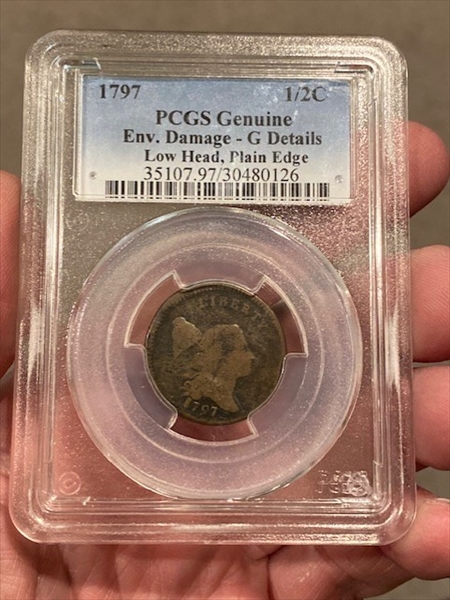 1797 1/2C
PCGS Genuine
Env. Damage - G Details
Low Head, Plain Edge
35107.97/30480126
LIBERTY
1797